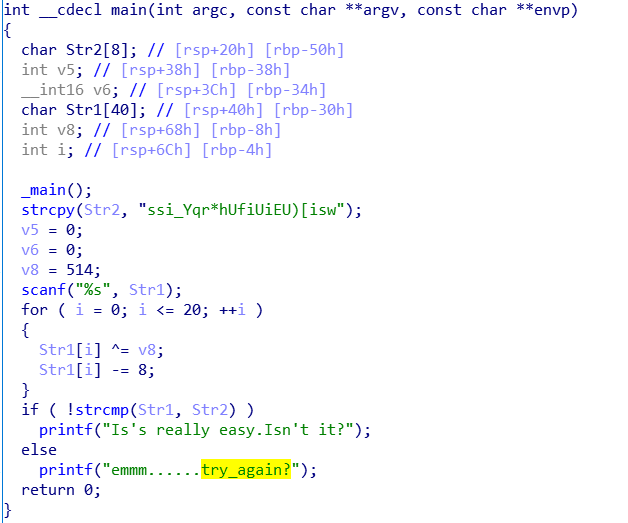 int __cdecl main(int argc, const char **argv, const char **envp)
{
  char Str2[8]; // [rsp+20h] [rbp-50h]
  int v5; // [rsp+38h] [rbp-38h]
  __int16 v6; // [rsp+3Ch] [rbp-34h]
  char Str1[40]; // [rsp+40h] [rbp-30h]
  int v8; // [rsp+68h] [rbp-8h]
  int i; // [rsp+6Ch] [rbp-4h]

  _main();
  strcpy(Str2, "ssi_Yqr*hUfiUiEU)[isw");
  v5 = 0;
  v6 = 0;
  v8 = 514;
  scanf("%s", Str1);
  for ( i = 0; i <= 20; ++i )
  {
    Str1[i] ^= v8;
    Str1[i] -= 8;
  }
  if ( !strcmp(Str1, Str2) )
    printf("Is's really easy.Isn't it?");
  else
    printf("emmm......try_again?");
  return 0;
}